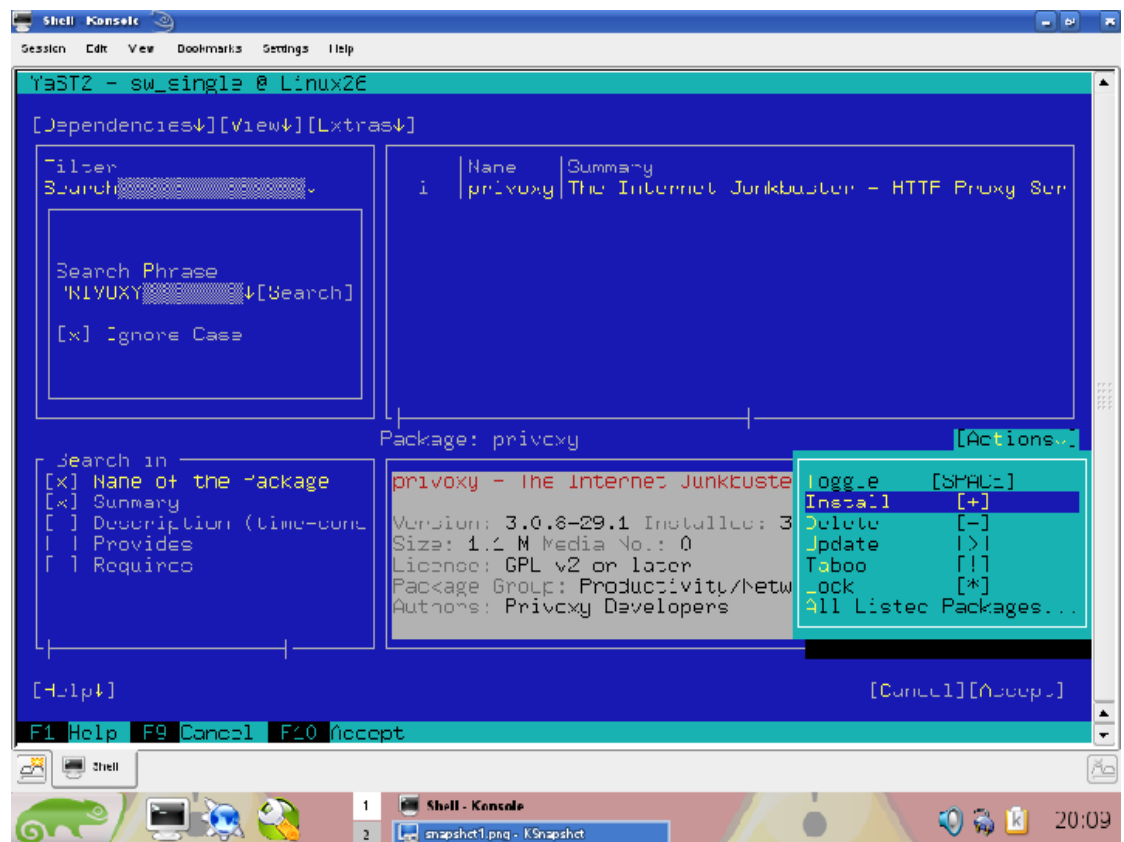 Shell - Konsole
Session Edit View Bookmarks Settings Help
YaST2 - sw_single @ Linux26
[Dependencies↓][View↓][Extras↓]
Filter
Search
Name Summary
i privoxy The Internet Junkbuster - HTTP Proxy Ser
Search Phrase
PRIVOXY [Search]
[x] Ignore Case
Package: privoxy
[Actions↓]
Search in
[x] Name of the Package
[x] Summary
[ ] Description (time-con
[ ] Provides
[ ] Requires
privoxy - The Internet Junkbuste
Version: 3.0.8-29.1 Installed: 3
Size: 1.1 M Media No.: 0
License: GPL v2 or later
Package Group: Productivity/Netw
Authors: Privoxy Developers
Toggle [SPACE]
Install [+]
Delete [-]
Update [>]
Taboo [!]
Lock [*]
All Listed Packages...
[Help↓]
[Cancel][Accept]
F1 Help F9 Cancel F10 Accept
Shell
1
2
Shell - Konsole
snapshot1.png - KSnapshot
20:09